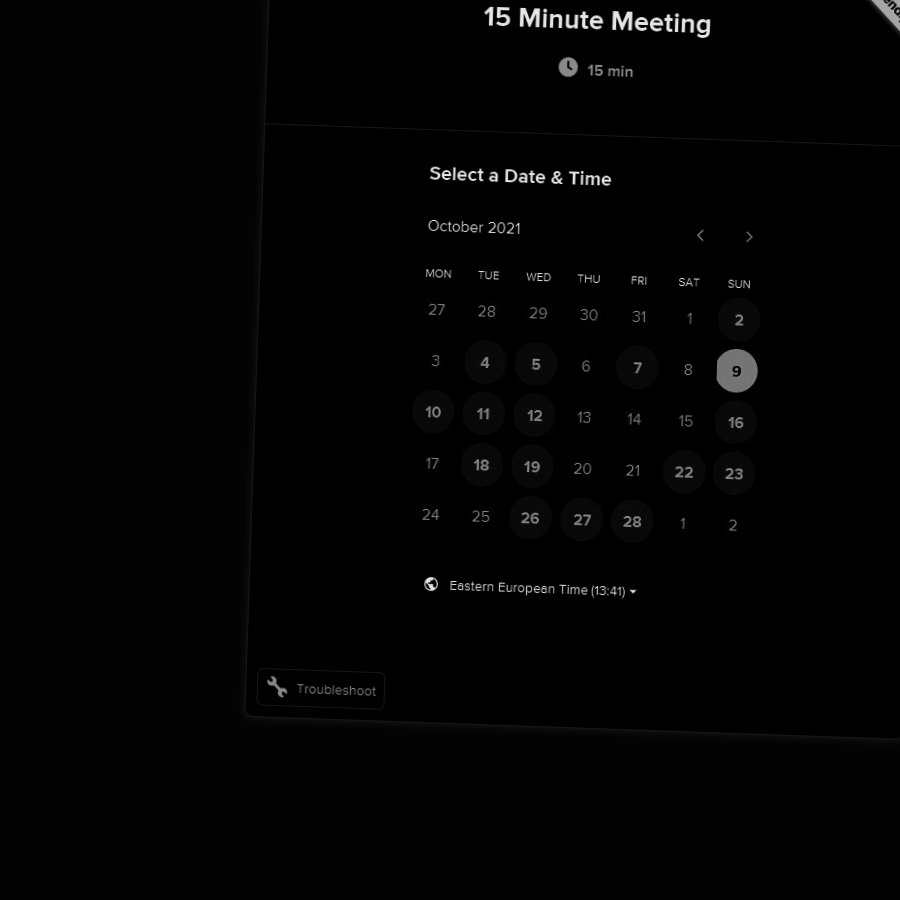 15 Minute Meeting
15 min
Select a Date & Time
October 2021
MON TUE WED THU FRI SAT SUN
27 28 29 30 31 1 2
3 4 5 6 7 8 9
10 11 12 13 14 15 16
17 18 19 20 21 22 23
24 25 26 27 28 1 2
Eastern European Time (13:41)
Troubleshoot